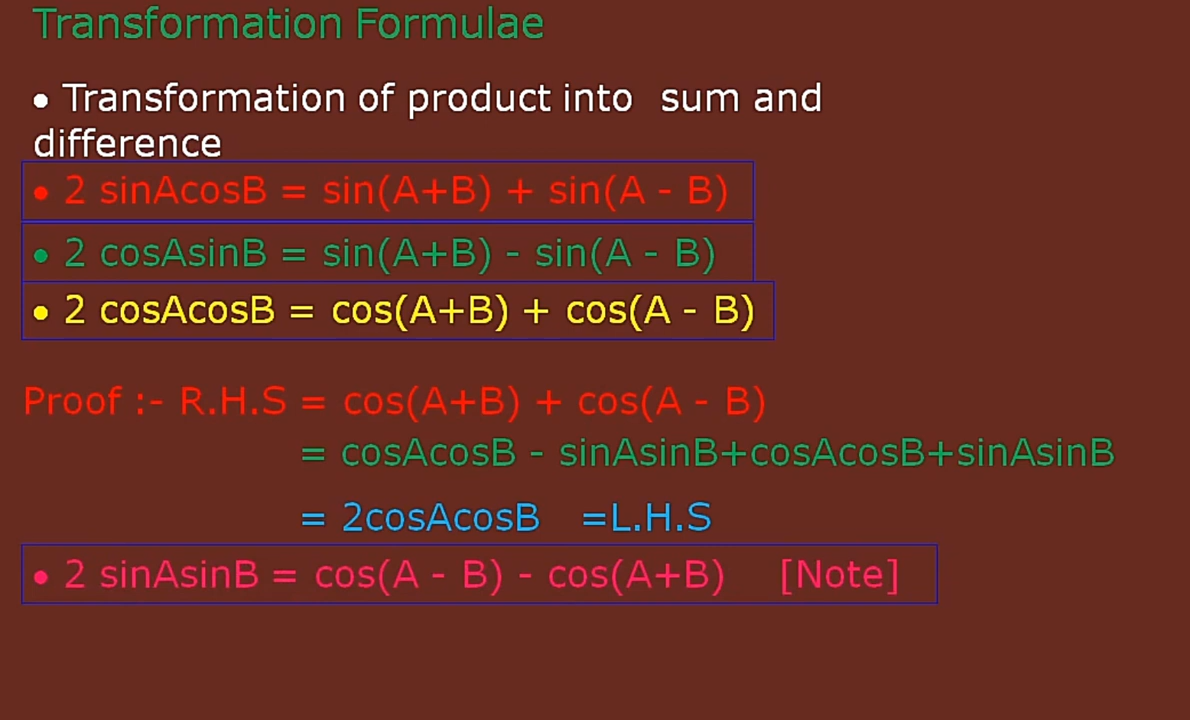 Transformation Formulae
• Transformation of product into sum and
difference
• 2 sinAcosB = sin(A+B) + sin(A - B)
• 2 cosAsinB = sin(A+B) - sin(A - B)
• 2 cosAcosB = cos(A+B) + cos(A - B)
Proof :- R.H.S = cos(A+B) + cos(A - B)
= cosAcosB - sinAsinB+cosAcosB+sinAsinB
= 2cosAcosB =L.H.S
• 2 sinAsinB = cos(A - B) - cos(A+B) [Note]